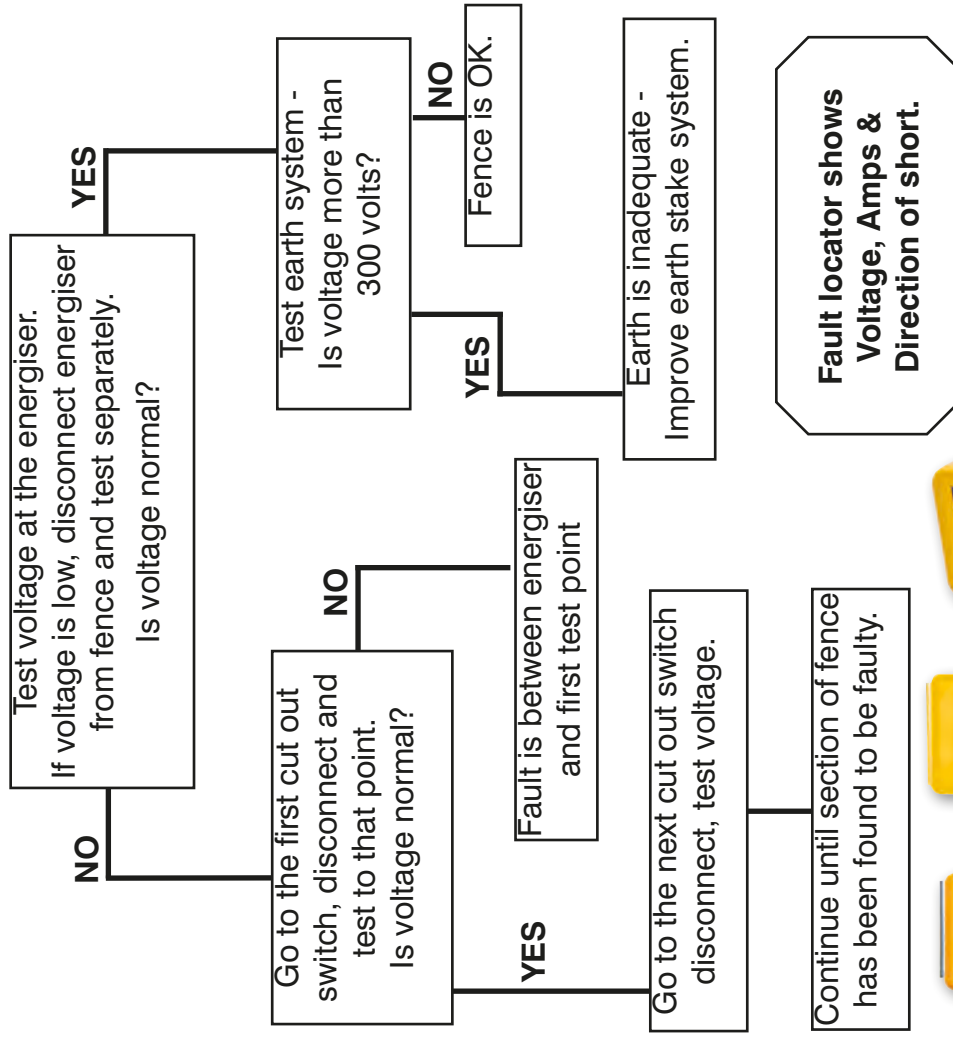 Test voltage at the energiser.
If voltage is low, disconnect energiser
from fence and test separately.
Is voltage normal?
NO
YES
Go to the first cut out
switch, disconnect and
test to that point.
Is voltage normal?
Test earth system -
Is voltage more than
300 volts?
NO
YES
YES
NO
Fault is between energiser
and first test point
Fence is OK.
Go to the next cut out switch
disconnect, test voltage.
Earth is inadequate -
Improve earth stake system.
Continue until section of fence
has been found to be faulty.
Fault locator shows
Voltage, Amps &
Direction of short.